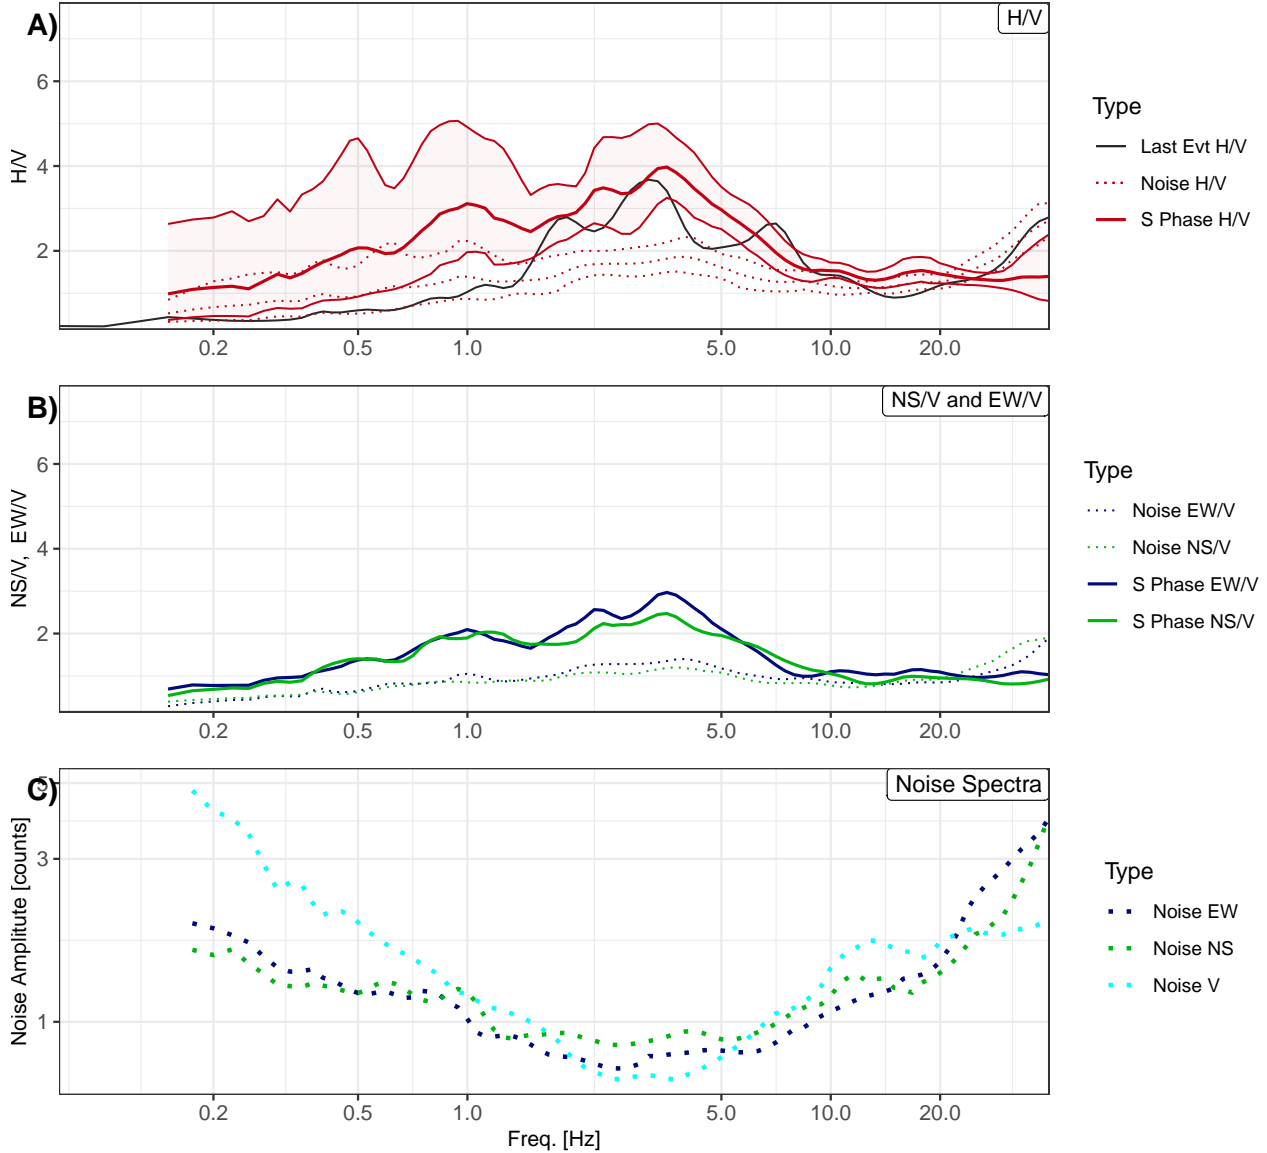 A)
H/V
6
4
2
H/V
0.2 0.5 1.0 5.0 10.0 20.0
Type
Last Evt H/V
Noise H/V
S Phase H/V
B)
NS/V and EW/V
6
4
2
NS/V, EW/V
0.2 0.5 1.0 5.0 10.0 20.0
Type
Noise EW/V
Noise NS/V
S Phase EW/V
S Phase NS/V
C)
Noise Spectra
5
3
1
Noise Amplitude [counts]
0.2 0.5 1.0 5.0 10.0 20.0
Freq. [Hz]
Type
Noise EW
Noise NS
Noise V